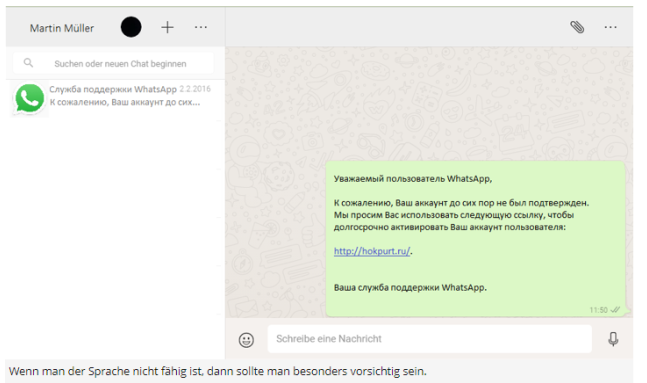 Martin Müller
Suchen oder neuen Chat beginnen
Служба поддержки WhatsApp 2.2.2016
К сожалению, Ваш аккаунт до сих...
Уважаемый пользователь WhatsApp,
К сожалению, Ваш аккаунт до сих пор не был подтвержден.
Мы просим Вас использовать следующую ссылку, чтобы
долгосрочно активировать Ваш аккаунт пользователя:
http://hokpurt.ru/.
Ваша служба поддержки WhatsApp.
11:50
Schreibe eine Nachricht
Wenn man der Sprache nicht fähig ist, dann sollte man besonders vorsichtig sein.